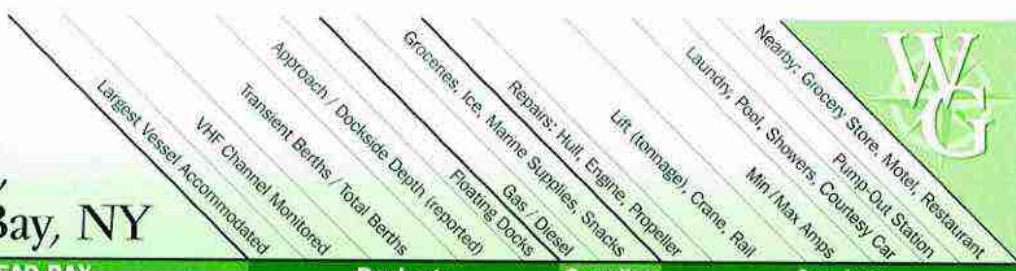 Largest Vessel Accommodated
VHF Channel Monitored
Transient Berths / Total Berths
Approach / Dockside Depth (reported)
Floating Docks
Gas / Diesel
Groceries, Ice, Marine Supplies, Snacks
Repairs: Hull, Engine, Propeller
Lift (tonnage), Crane, Rail
Min/Max Amps
Laundry, Pool, Showers, Courtesy Car
Pump-Out Station
Nearby: Grocery Store, Motel, Restaurant
WG
Bay, NY